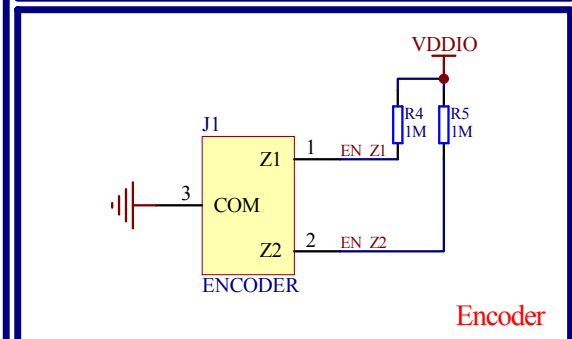 VDDIO
R4
1M
R5
1M
J1
Z1
1
EN_Z1
3
COM
Z2
2
EN_Z2
ENCODER
Encoder